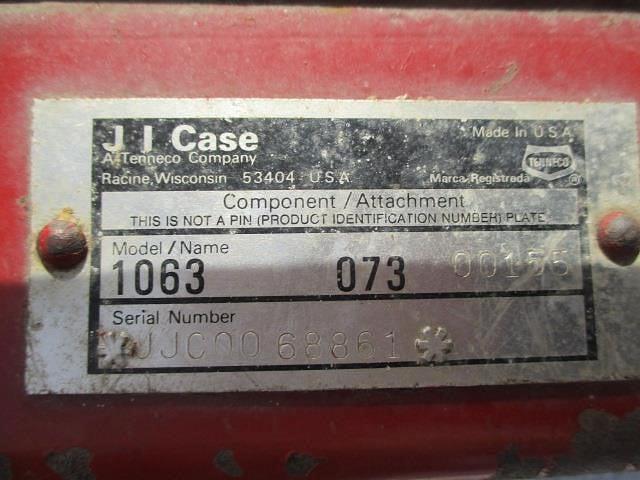 J I Case
A Tenneco Company
Racine, Wisconsin 53404 U.S.A.
Made In U.S.A.
TENNECO
Marca Registrada ®
Component / Attachment
THIS IS NOT A PIN (PRODUCT IDENTIFICATION NUMBER) PLATE
Model / Name
1063 073 00155
Serial Number
JJC0068861